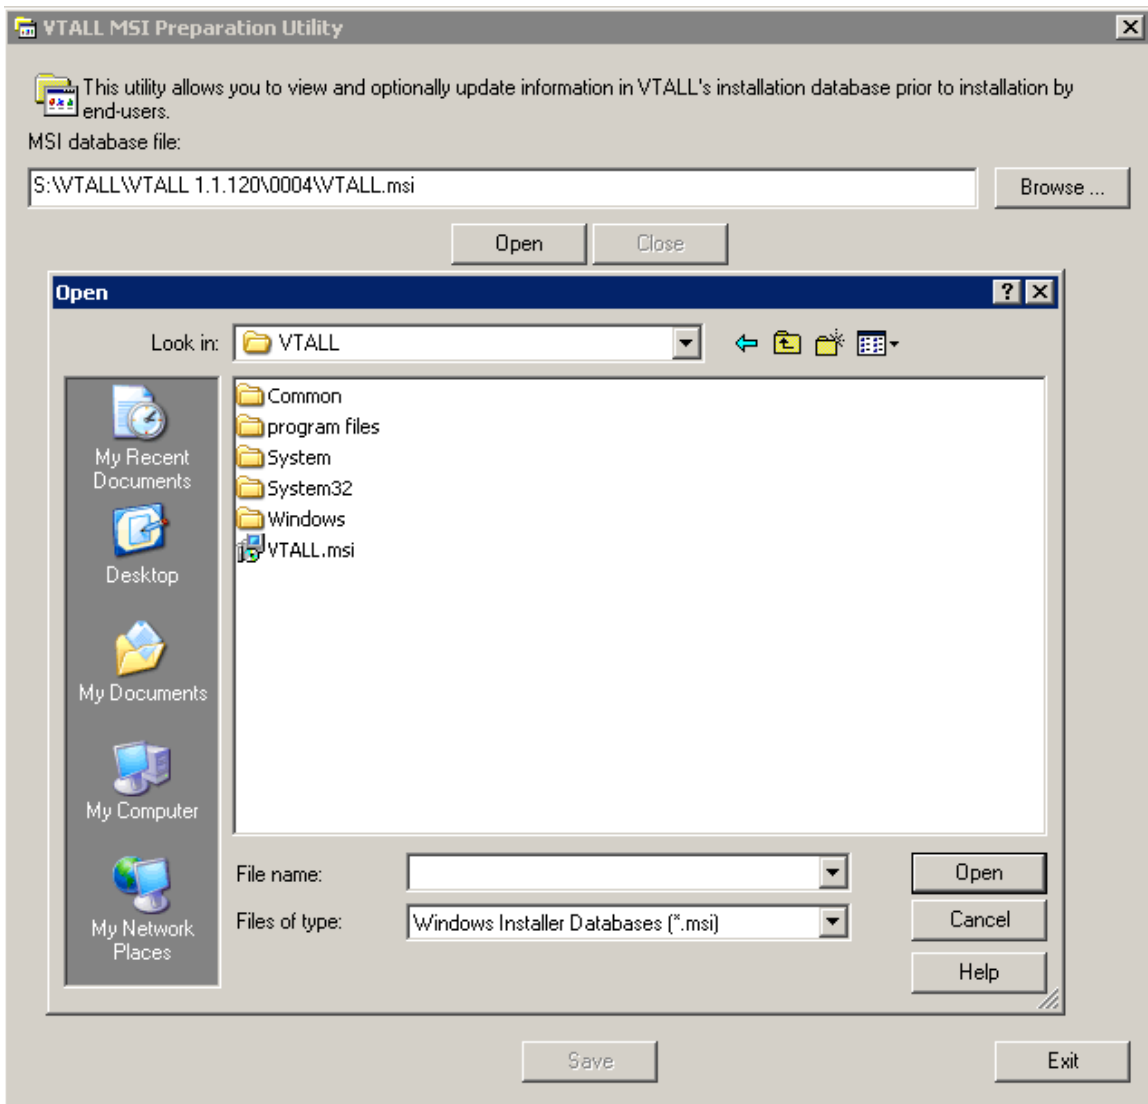 VTALL MSI Preparation Utility
This utility allows you to view and optionally update information in VTALL's installation database prior to installation by
end-users.
MSI database file:
S:\VTALL\VTALL 1.1.120\0004\VTALL.msi
Browse ...
Open
Close
Open
Look in:
VTALL
My Recent
Documents
Desktop
My Documents
My Computer
My Network
Places
Common
program files
System
System32
Windows
VTALL.msi
File name:
Open
Files of type:
Windows Installer Databases (*.msi)
Cancel
Help
Save
Exit